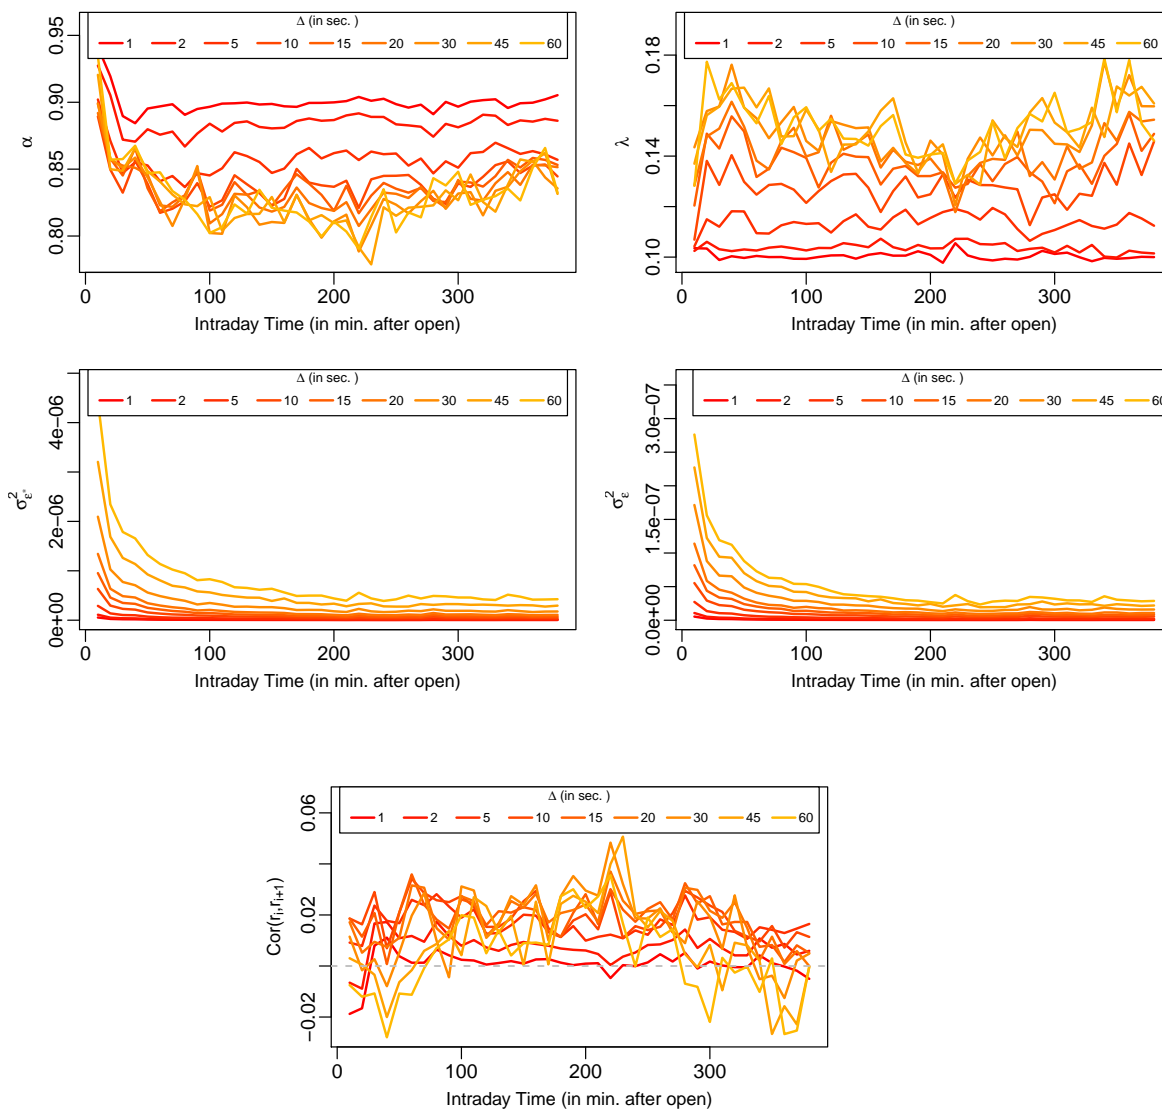 Δ (in sec. )
1 2 5 10 15 20 30 45 60
0.80 0.85 0.90 0.95
α
0 100 200 300
Intraday Time (in min. after open)
Δ (in sec. )
1 2 5 10 15 20 30 45 60
0.10 0.14 0.18
λ
0 100 200 300
Intraday Time (in min. after open)
Δ (in sec. )
1 2 5 10 15 20 30 45 60
0e+00 2e−06 4e−06
0 100 200 300
Intraday Time (in min. after open)
Δ (in sec. )
1 2 5 10 15 20 30 45 60
0.0e+00 1.5e−07 3.0e−07
σ²ε
0 100 200 300
Intraday Time (in min. after open)
Δ (in sec. )
1 2 5 10 15 20 30 45 60
−0.02 0.02 0.06
Cor(rᵢ,rᵢ₊₁)
0 100 200 300
Intraday Time (in min. after open)